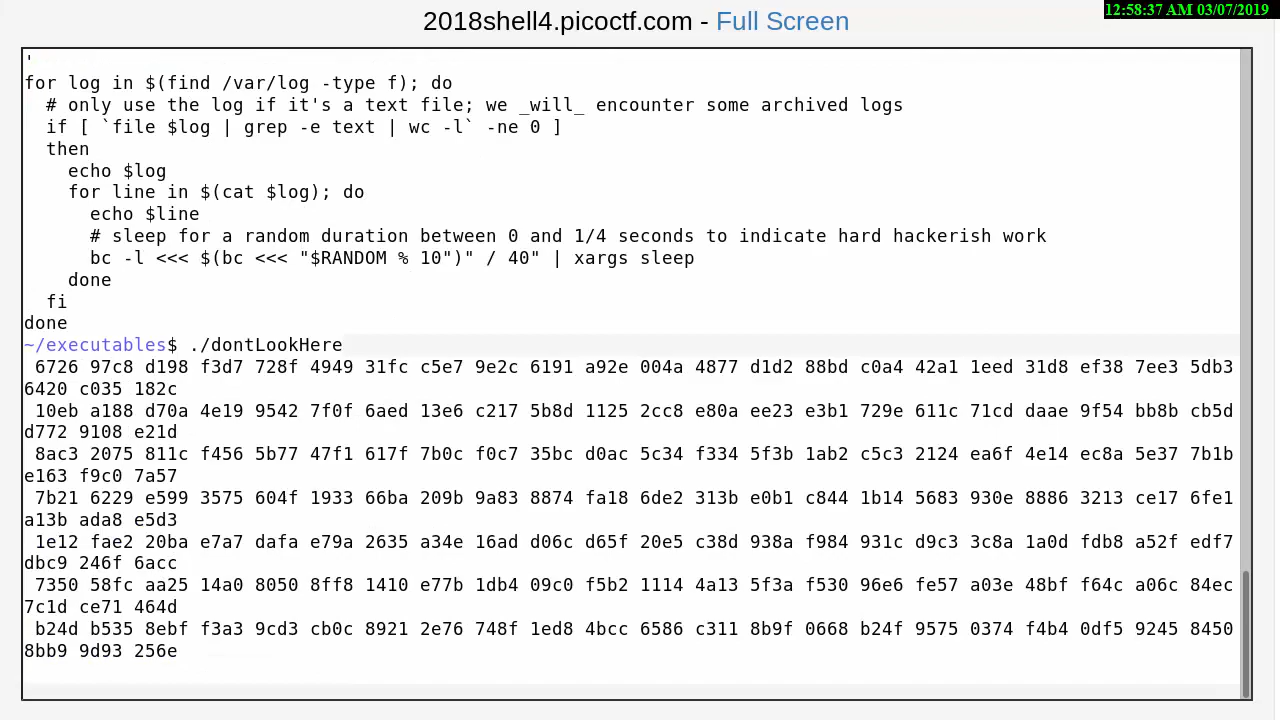 12:58:37 AM 03/07/2019
2018shell4.picoctf.com - Full Screen
'
for log in $(find /var/log -type f); do
  # only use the log if it's a text file; we _will_ encounter some archived logs
  if [ `file $log | grep -e text | wc -l` -ne 0 ]
  then
    echo $log
    for line in $(cat $log); do
      echo $line
      # sleep for a random duration between 0 and 1/4 seconds to indicate hard hackerish work
      bc -l <<< $(bc <<< "$RANDOM % 10")" / 40" | xargs sleep
    done
  fi
done
~/executables$ ./dontLookHere
 6726 97c8 d198 f3d7 728f 4949 31fc c5e7 9e2c 6191 a92e 004a 4877 d1d2 88bd c0a4 42a1 1eed 31d8 ef38 7ee3 5db3
6420 c035 182c
 10eb a188 d70a 4e19 9542 7f0f 6aed 13e6 c217 5b8d 1125 2cc8 e80a ee23 e3b1 729e 611c 71cd daae 9f54 bb8b cb5d
d772 9108 e21d
 8ac3 2075 811c f456 5b77 47f1 617f 7b0c f0c7 35bc d0ac 5c34 f334 5f3b 1ab2 c5c3 2124 ea6f 4e14 ec8a 5e37 7b1b
e163 f9c0 7a57
 7b21 6229 e599 3575 604f 1933 66ba 209b 9a83 8874 fa18 6de2 313b e0b1 c844 1b14 5683 930e 8886 3213 ce17 6fe1
a13b ada8 e5d3
 1e12 fae2 20ba e7a7 dafa e79a 2635 a34e 16ad d06c d65f 20e5 c38d 938a f984 931c d9c3 3c8a 1a0d fdb8 a52f edf7
dbc9 246f 6acc
 7350 58fc aa25 14a0 8050 8ff8 1410 e77b 1db4 09c0 f5b2 1114 4a13 5f3a f530 96e6 fe57 a03e 48bf f64c a06c 84ec
7c1d ce71 464d
 b24d b535 8ebf f3a3 9cd3 cb0c 8921 2e76 748f 1ed8 4bcc 6586 c311 8b9f 0668 b24f 9575 0374 f4b4 0df5 9245 8450
8bb9 9d93 256e